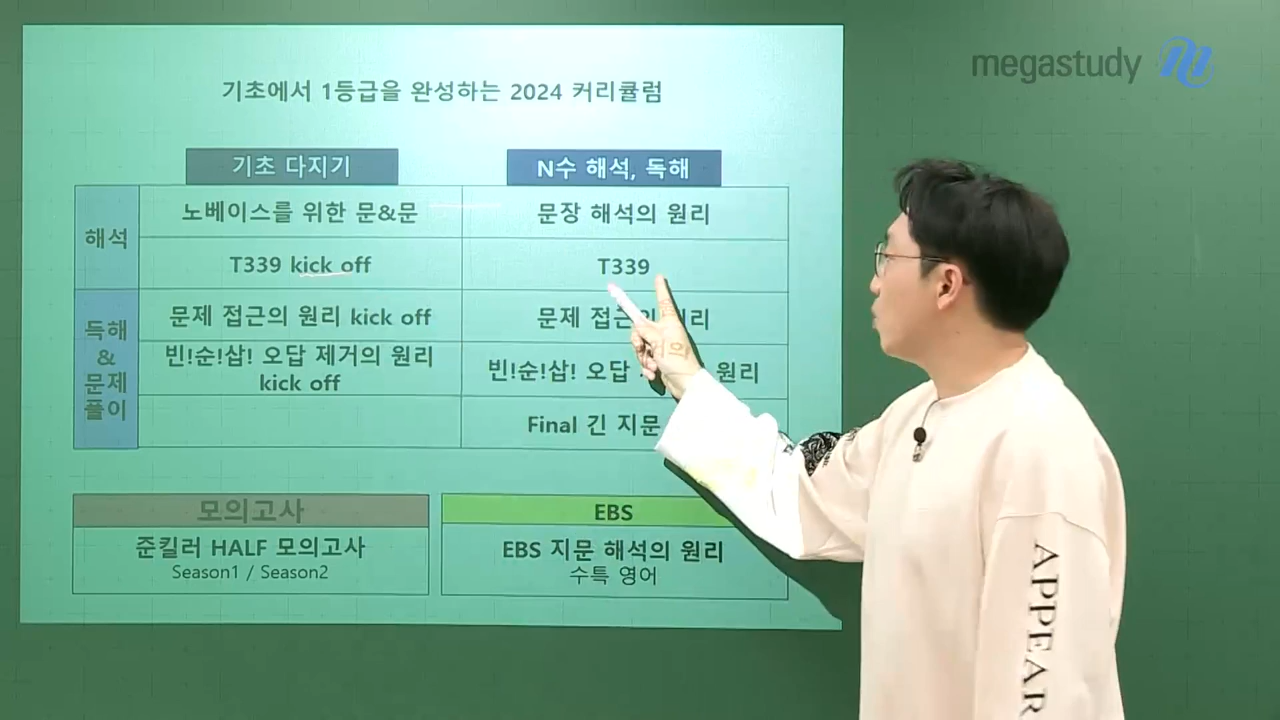 megastudy
기초에서 1등급을 완성하는 2024 커리큘럼
기초 다지기
N수 해석, 독해
해석
노베이스를 위한 문&문
문장 해석의 원리
T339 kick off
T339
독해
&
문제
풀이
문제 접근의 원리 kick off
문제 접근의 원리
빈!순!삽! 오답 제거의 원리
kick off
빈!순!삽! 오답 제거의 원리
Final 긴 지문
모의고사
준킬러 HALF 모의고사
Season1 / Season2
EBS
EBS 지문 해석의 원리
수특 영어
APPEAR